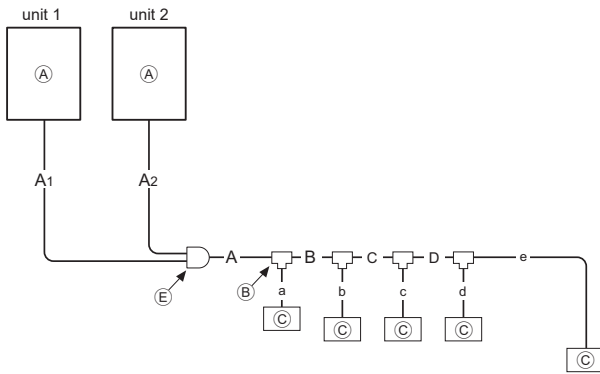 unit 1 unit 2
Ⓐ Ⓐ
A1 A2
A B C D e
Ⓔ Ⓑ a b c d
Ⓒ Ⓒ Ⓒ Ⓒ
Ⓒ